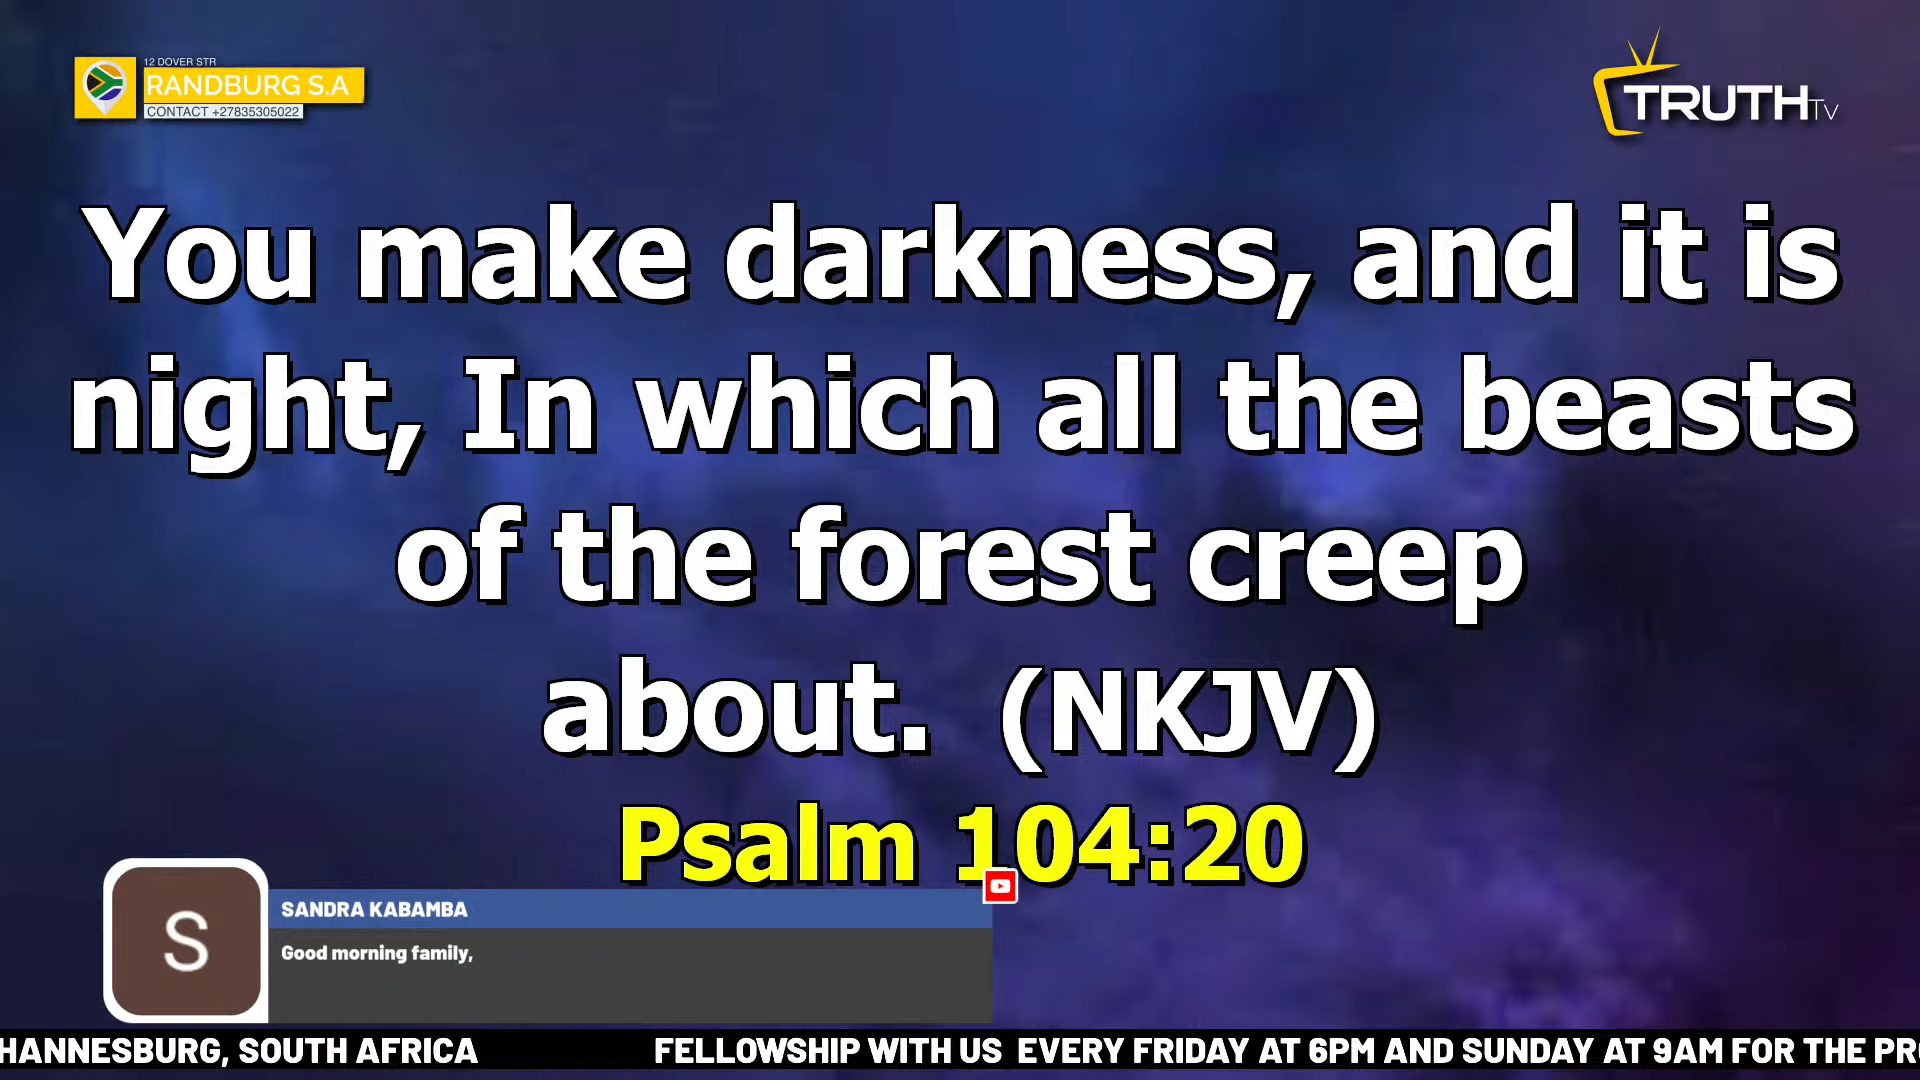 12 DOVER STR
RANDBURG S.A
CONTACT +27835305022
TRUTH TV
You make darkness, and it is
night, In which all the beasts
of the forest creep
about.  (NKJV)
Psalm 104:20
S
SANDRA KABAMBA
Good morning family,
HANNESBURG, SOUTH AFRICA FELLOWSHIP WITH US EVERY FRIDAY AT 6PM AND SUNDAY AT 9AM FOR THE PR